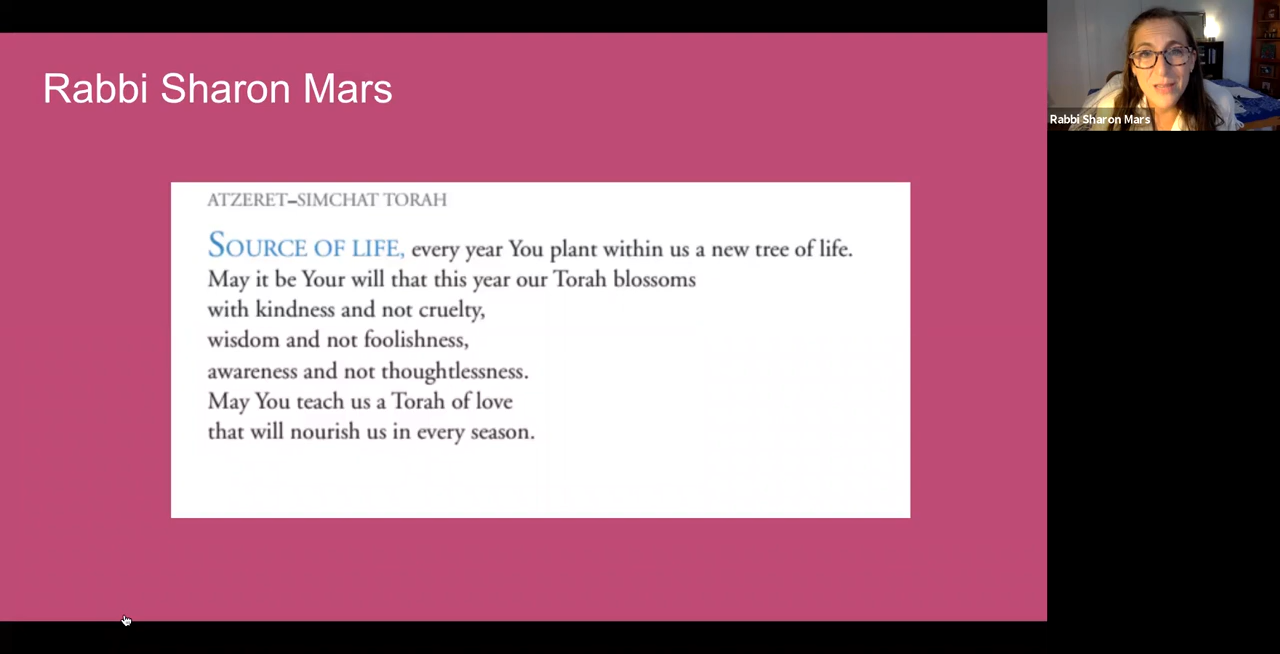 Rabbi Sharon Mars
Rabbi Sharon Mars
ATZERET–SIMCHAT TORAH
SOURCE OF LIFE, every year You plant within us a new tree of life.
May it be Your will that this year our Torah blossoms
with kindness and not cruelty,
wisdom and not foolishness,
awareness and not thoughtlessness.
May You teach us a Torah of love
that will nourish us in every season.